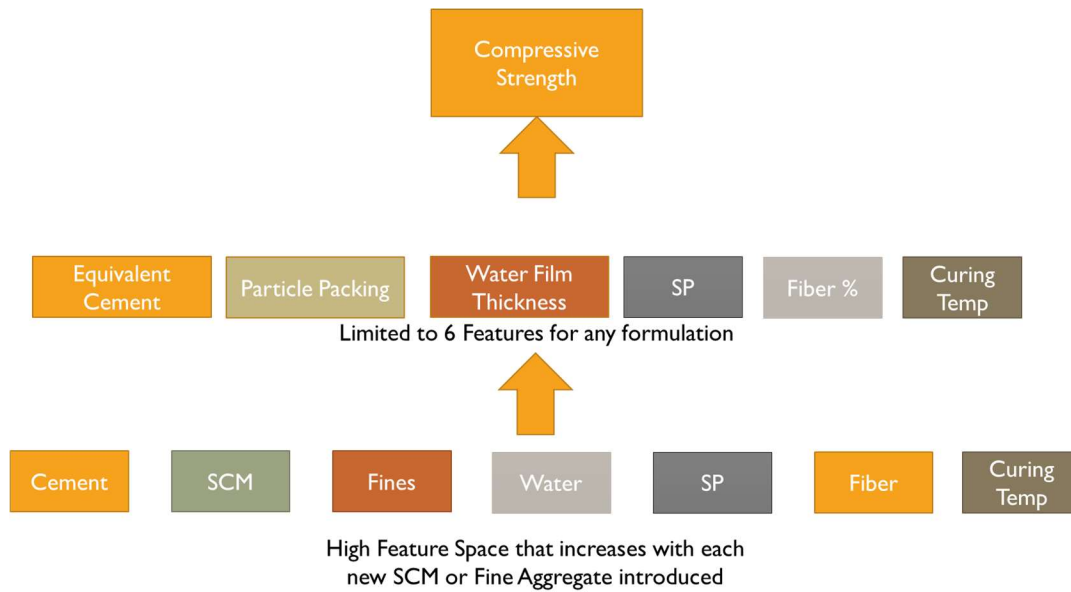 Compressive
Strength
Equivalent
Cement
Particle Packing
Water Film
Thickness
SP
Fiber %
Curing
Temp
Limited to 6 Features for any formulation
Cement
SCM
Fines
Water
SP
Fiber
Curing
Temp
High Feature Space that increases with each
new SCM or Fine Aggregate introduced